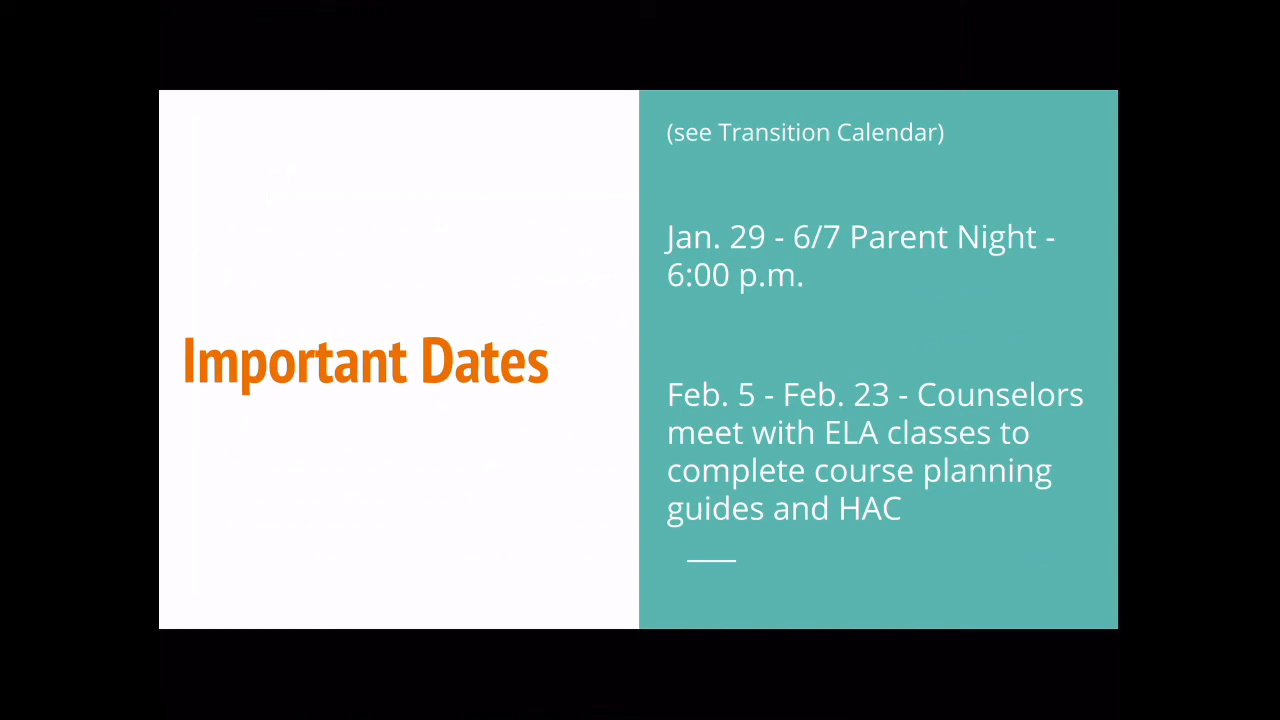 Important Dates
(see Transition Calendar)
Jan. 29 - 6/7 Parent Night -
6:00 p.m.
Feb. 5 - Feb. 23 - Counselors
meet with ELA classes to
complete course planning
guides and HAC